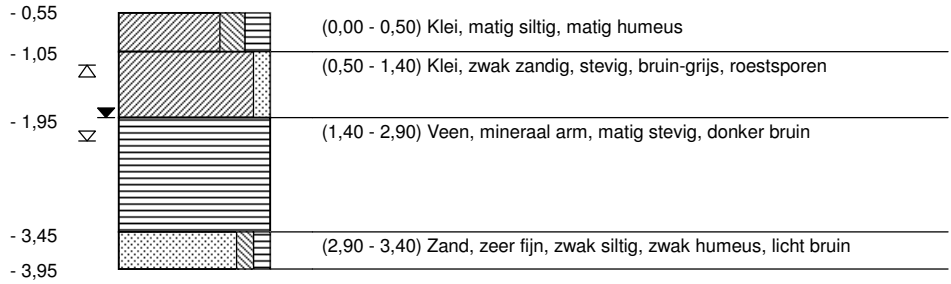 - 0,55
(0,00 - 0,50) Klei, matig siltig, matig humeus
- 1,05
(0,50 - 1,40) Klei, zwak zandig, stevig, bruin-grijs, roestsporen
- 1,95
(1,40 - 2,90) Veen, mineraal arm, matig stevig, donker bruin
- 3,45
(2,90 - 3,40) Zand, zeer fijn, zwak siltig, zwak humeus, licht bruin
- 3,95